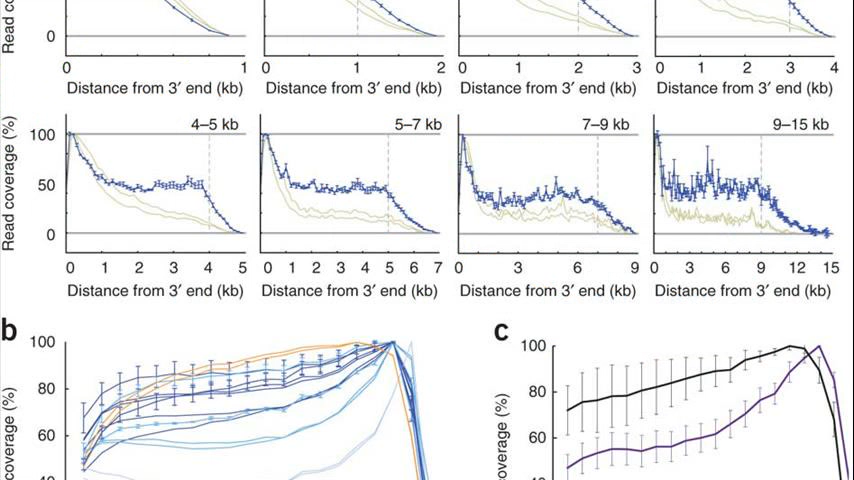 Read co
0
0 1
0 1 2
0 1 2 3
0 1 2 3 4
Distance from 3′ end (kb)
Distance from 3′ end (kb)
Distance from 3′ end (kb)
Distance from 3′ end (kb)
Read coverage (%)
100
50
0
4–5 kb
5–7 kb
7–9 kb
9–15 kb
0 1 2 3 4 5
0 1 2 3 4 5 6 7
0 3 6 9
0 3 6 9 12 15
Distance from 3′ end (kb)
Distance from 3′ end (kb)
Distance from 3′ end (kb)
Distance from 3′ end (kb)
b
coverage (%)
100
80
60
40
c
coverage (%)
100
80
60
40